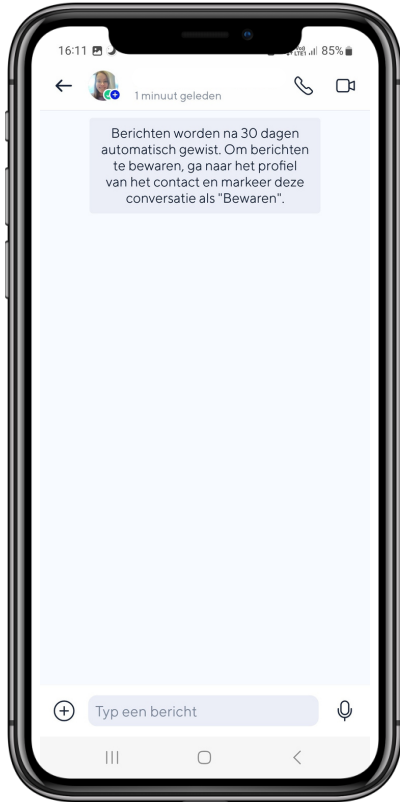 16:11
85%
1 minuut geleden
Berichten worden na 30 dagen
automatisch gewist. Om berichten
te bewaren, ga naar het profiel
van het contact en markeer deze
conversatie als "Bewaren".
Typ een bericht